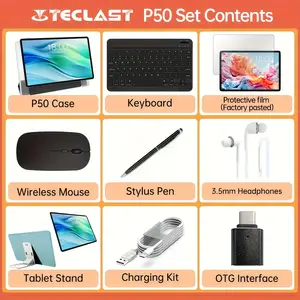 TECLAST P50 Set Contents
P50 Case
Keyboard
Protective film
(Factory pasted)
Wireless Mouse
Stylus Pen
3.5mm Headphones
Tablet Stand
Charging Kit
OTG Interface